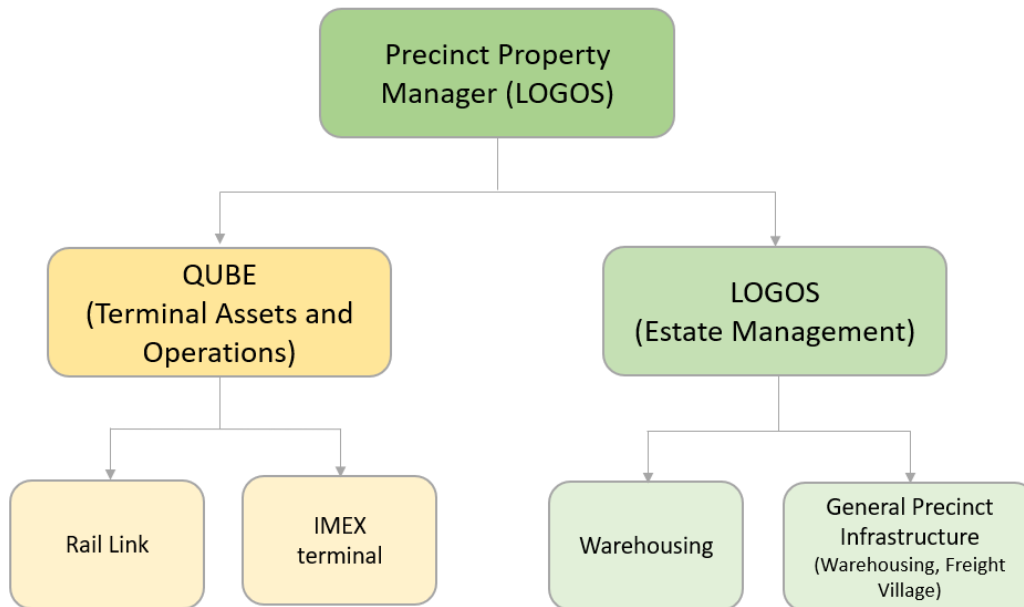 Precinct Property
Manager (LOGOS)
QUBE
(Terminal Assets and
Operations)
LOGOS
(Estate Management)
Rail Link
IMEX
terminal
Warehousing
General Precinct
Infrastructure
(Warehousing, Freight
Village)